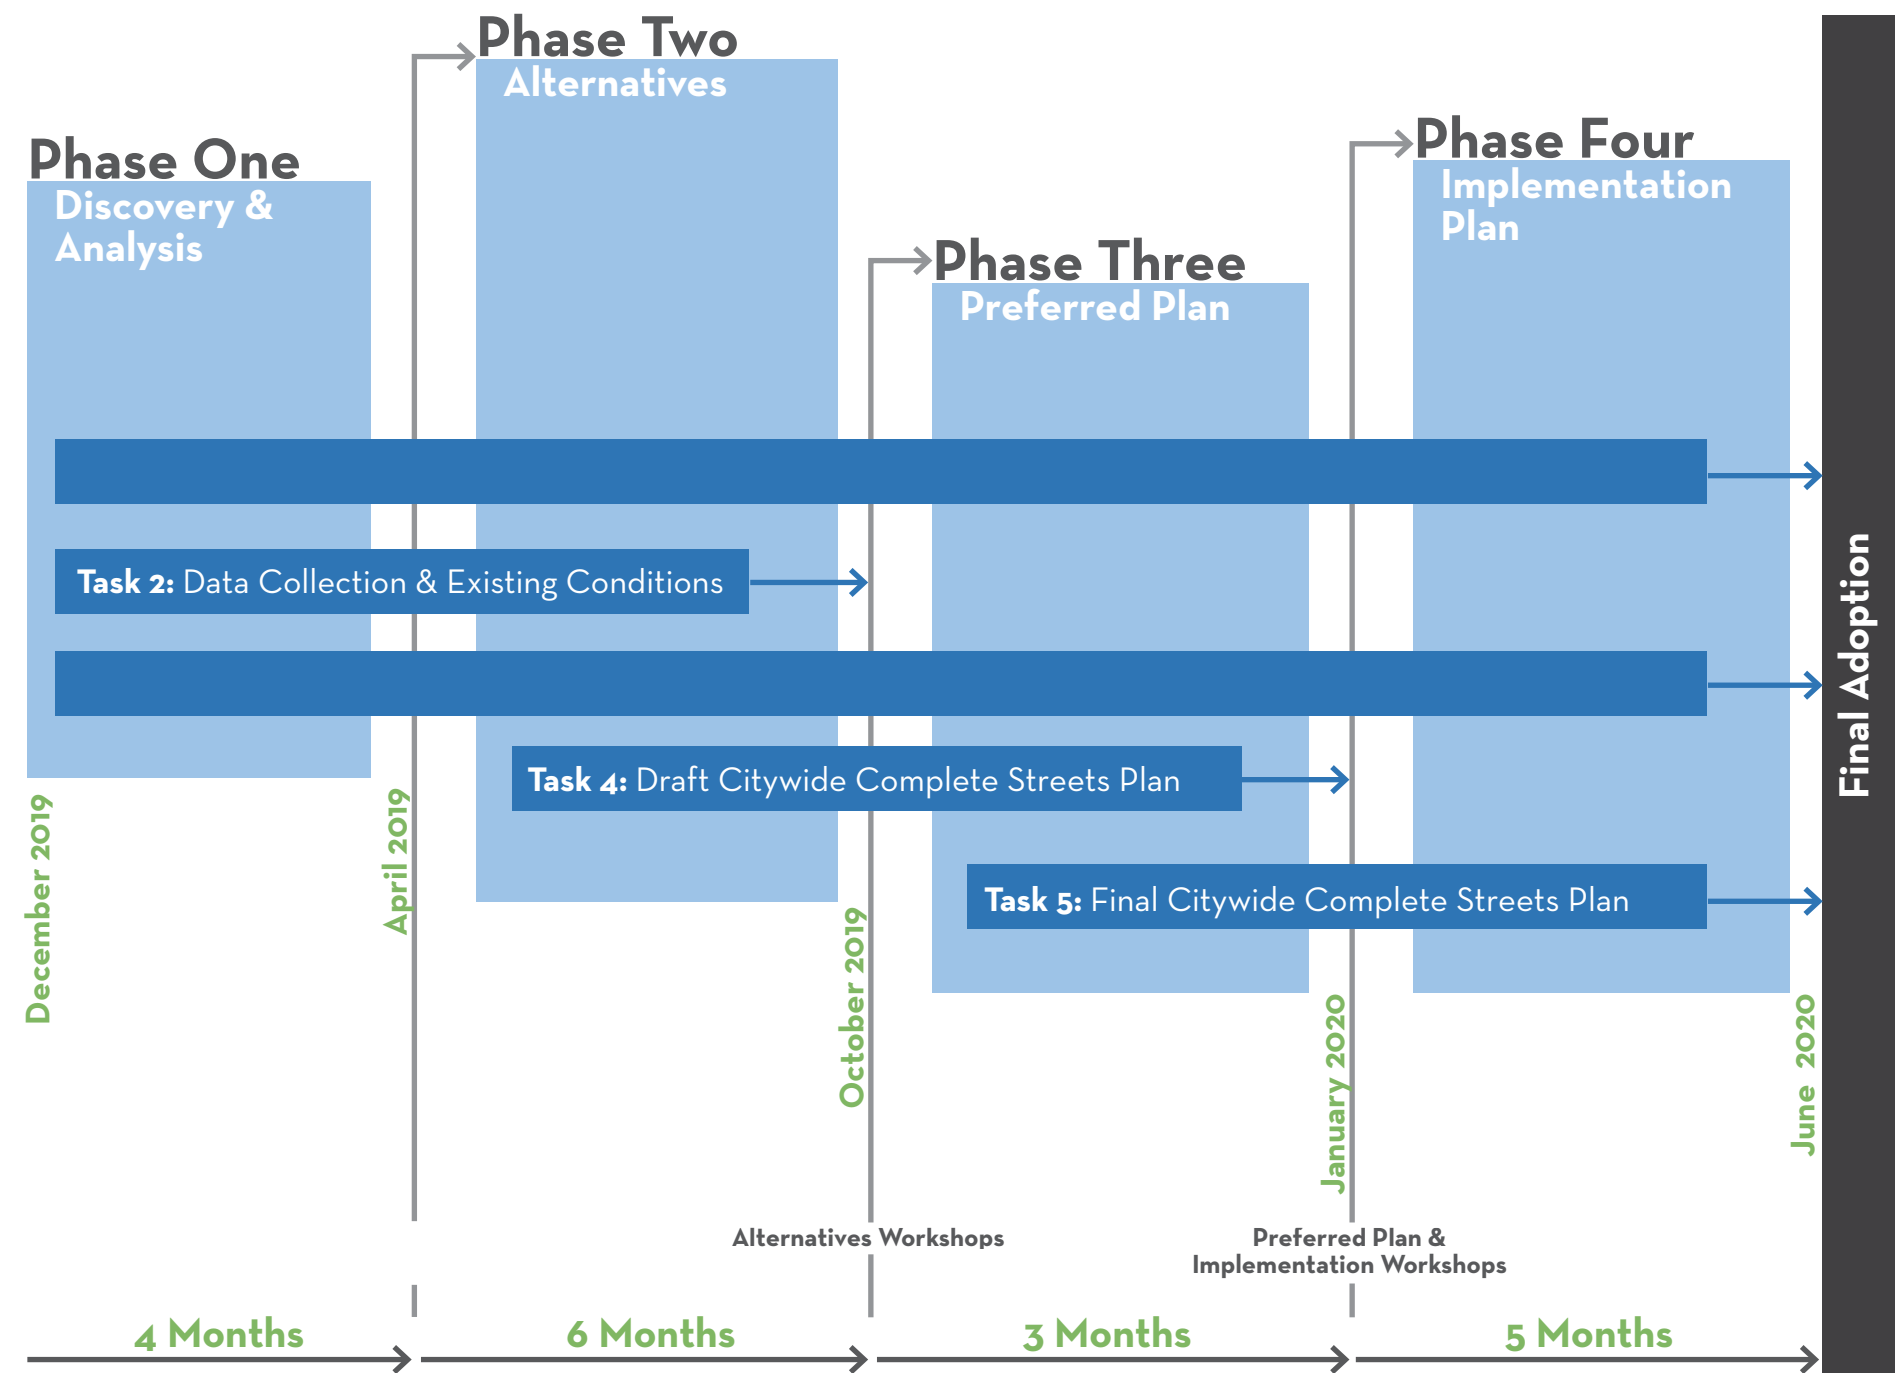 Phase One
Discovery &
Analysis
Phase Two
Alternatives
Phase Three
Preferred Plan
Phase Four
Implementation
Plan
Task 2: Data Collection & Existing Conditions
Task 4: Draft Citywide Complete Streets Plan
Task 5: Final Citywide Complete Streets Plan
Final Adoption
December 2019
April 2019
October 2019
January 2020
June 2020
Alternatives Workshops
Preferred Plan &
Implementation Workshops
4 Months
6 Months
3 Months
5 Months